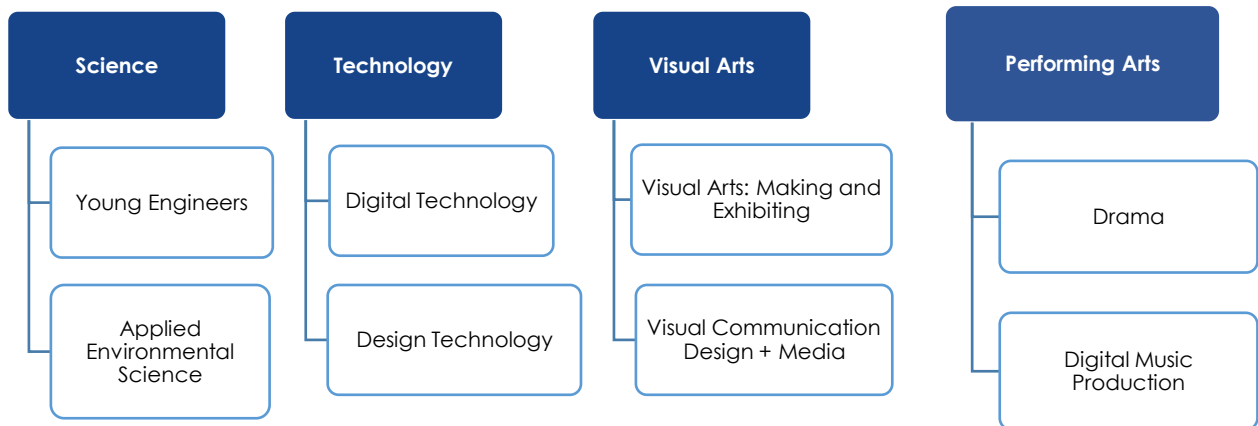 Science
Young Engineers
Applied
Environmental
Science
Technology
Digital Technology
Design Technology
Visual Arts
Visual Arts: Making and
Exhibiting
Visual Communication
Design + Media
Performing Arts
Drama
Digital Music
Production